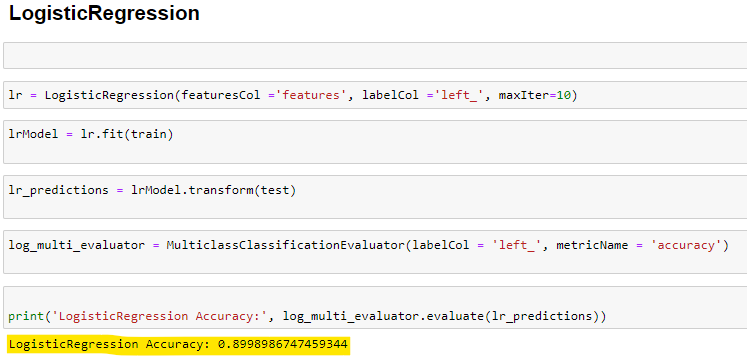 LogisticRegression
lr = LogisticRegression(featuresCol ='features', labelCol ='left_', maxIter=10)
lrModel = lr.fit(train)
lr_predictions = lrModel.transform(test)
log_multi_evaluator = MulticlassClassificationEvaluator(labelCol = 'left_', metricName = 'accuracy')
print('LogisticRegression Accuracy:', log_multi_evaluator.evaluate(lr_predictions))
LogisticRegression Accuracy: 0.8998986747459344